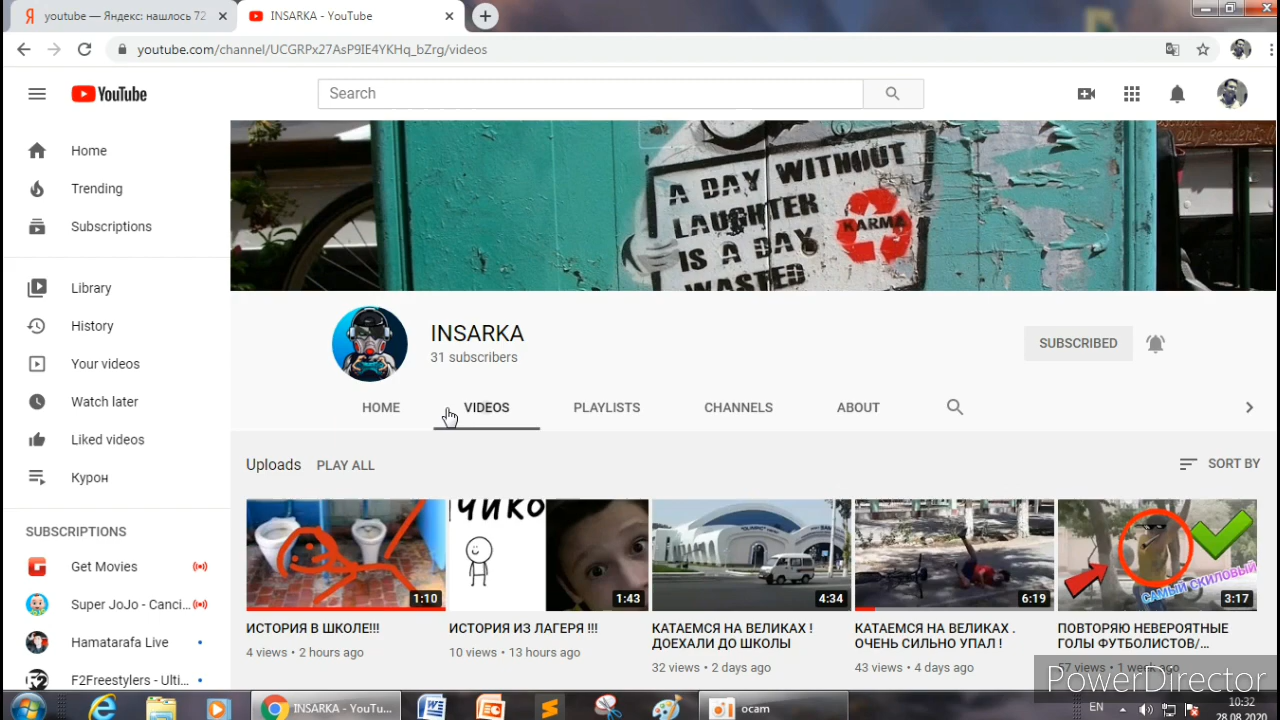 youtube — Яндекс: нашлось 72
INSARKA - YouTube
youtube.com/channel/UCGRPx27AsP9IE4YKHq_bZrg/videos
YouTube
Search
Home
Trending
Subscriptions
Library
History
Your videos
Watch later
Liked videos
Курон
SUBSCRIPTIONS
Get Movies
Super JoJo - Canci...
Hamatarafa Live
F2Freestylers - Ulti...
A DAY WITHOUT
LAUGHTER
IS A DAY
WASTED
KARMA
INSARKA
31 subscribers
SUBSCRIBED
HOME
VIDEOS
PLAYLISTS
CHANNELS
ABOUT
Uploads
PLAY ALL
SORT BY
1:10
ИСТОРИЯ В ШКОЛЕ!!!
4 views • 2 hours ago
ЧИКО
1:43
ИСТОРИЯ ИЗ ЛАГЕРЯ !!!
10 views • 13 hours ago
4:34
КАТАЕМСЯ НА ВЕЛИКАХ !
ДОЕХАЛИ ДО ШКОЛЫ
32 views • 2 days ago
6:19
КАТАЕМСЯ НА ВЕЛИКАХ .
ОЧЕНЬ СИЛЬНО УПАЛ !
43 views • 4 days ago
САМЫЙ СКИЛОВЫЙ
3:17
ПОВТОРЯЮ НЕВЕРОЯТНЫЕ
ГОЛЫ ФУТБОЛИСТОВ/...
57 views • 1 week ago
PowerDirector
INSARKA - YouTu...
ocam
EN
10:32
28.08.2020